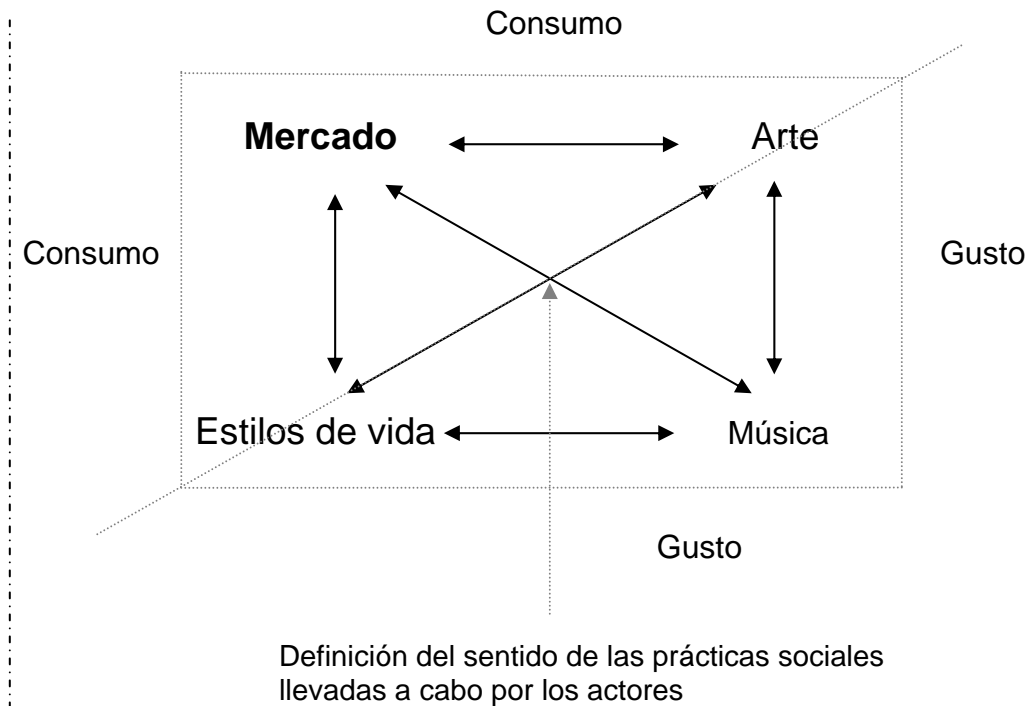 Consumo
Mercado
Arte
Consumo
Gusto
Estilos de vida
Música
Gusto
Definición del sentido de las prácticas sociales
llevadas a cabo por los actores